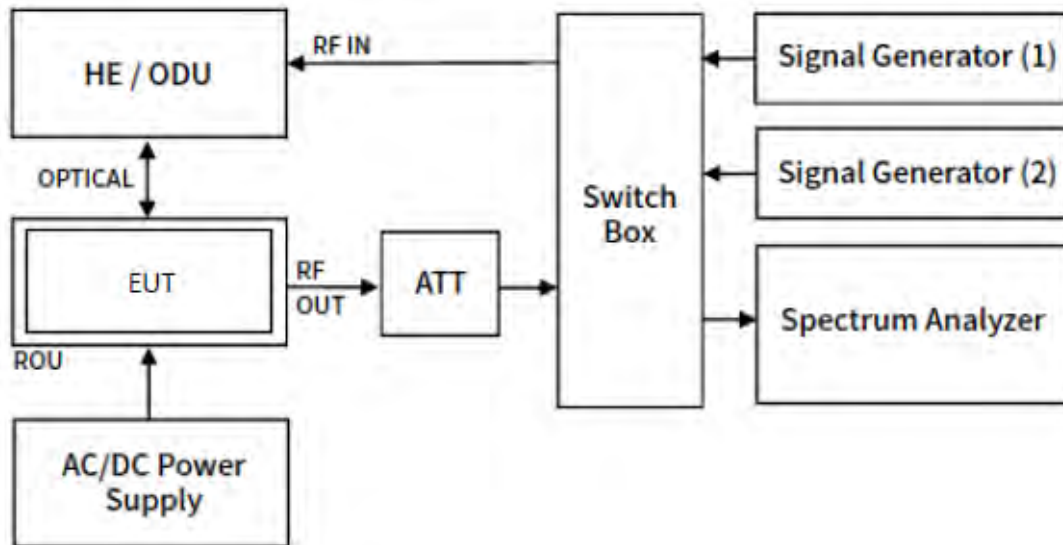 HE / ODU
RF IN
Signal Generator (1)
OPTICAL
Signal Generator (2)
Switch
Box
EUT
RF
OUT
ATT
Spectrum Analyzer
ROU
AC/DC Power
Supply